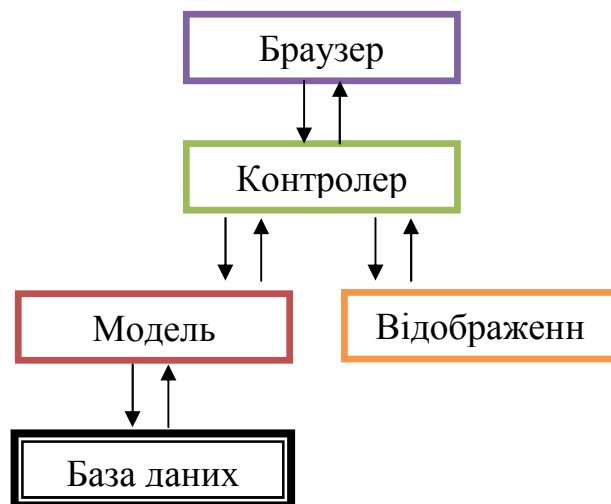 Браузер
Контролер
Модель
Відображенн
База даних